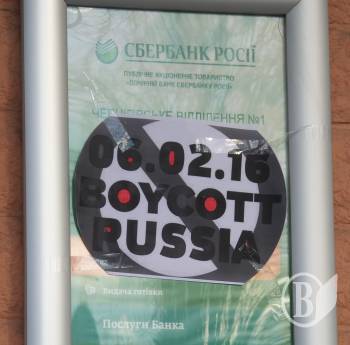 СБЕРБАНК РОСІЇ
ПУБЛІЧНЕ АКЦІОНЕРНЕ ТОВАРИСТВО
«ДОЧІРНІЙ БАНК СБЕРБАНКУ РОСІЇ»
ЧЕРНІГІВСЬКЕ ВІДДІЛЕННЯ №1
06.02.16
BOYCOTT
RUSSIA
Видача готівки
Послуги Банка
В